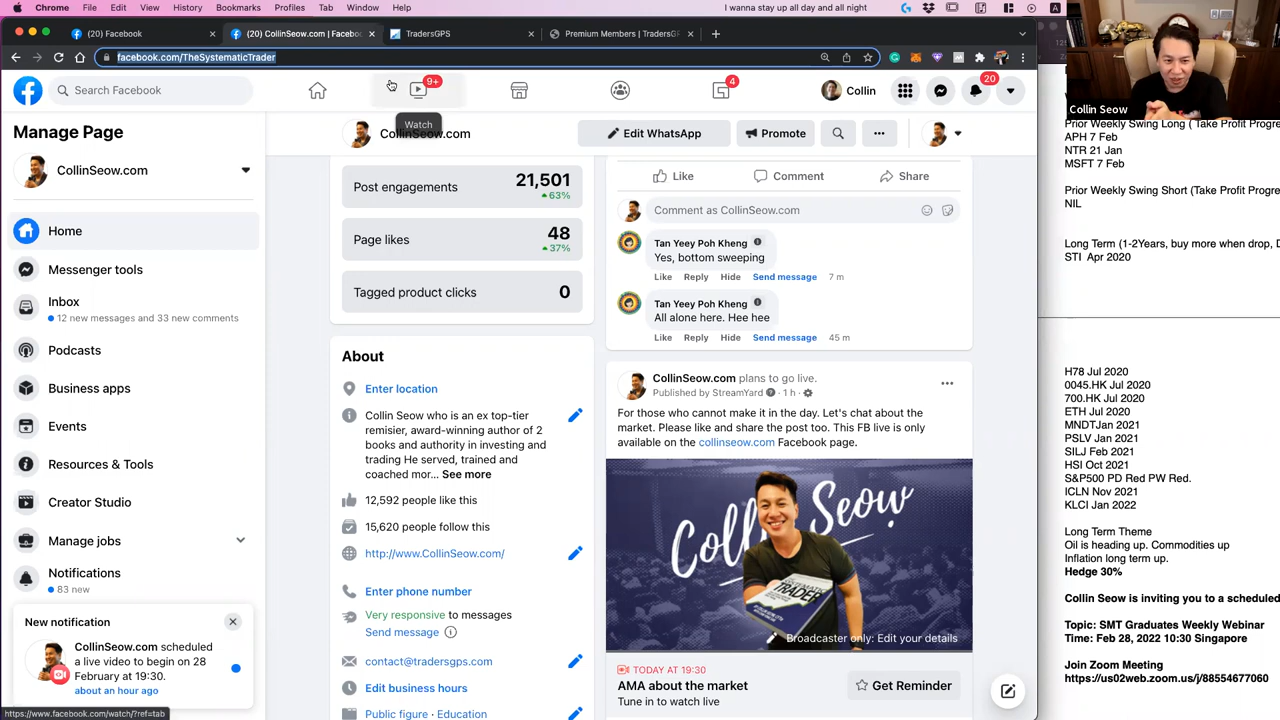 Chrome File Edit View History Bookmarks Profiles Tab Window Help I wanna stay up all day and all night
(20) Facebook
(20) CollinSeow.com | Faceboo
TradersGPS
Premium Members | TradersGP
facebook.com/TheSystematicTrader
Search Facebook
9+
4
Collin
20
Watch
Manage Page
CollinSeow.com
Home
Messenger tools
Inbox
12 new messages and 33 new comments
Podcasts
Business apps
Events
Resources & Tools
Creator Studio
Manage jobs
Notifications
83 new
New notification
CollinSeow.com
scheduled
a live video to begin on 28
February at 19:30.
about an hour ago
https://www.facebook.com/watch/?ref=tab
CollinSeow.com
Edit WhatsApp
Promote
Post engagements 21,501
63%
Page likes 48
37%
Tagged product clicks 0
About
Enter location
Collin Seow who is an ex top-tier
remisier, award-winning author of 2
books and authority in investing and
trading He served, trained and
coached mor... See more
12,592 people like this
15,620 people follow this
http://www.CollinSeow.com/
Enter phone number
Very responsive to messages
Send message
contact@tradersgps.com
Edit business hours
Public figure · Education
Like Comment Share
Comment as CollinSeow.com
Tan Yeey Poh Kheng
Yes, bottom sweeping
Like Reply Hide Send message 7 m
Tan Yeey Poh Kheng
All alone here. Hee hee
Like Reply Hide Send message 45 m
CollinSeow.com plans to go live.
Published by StreamYard · 1 h ·
For those who cannot make it in the day. Let's chat about the
market. Please like and share the post too. This FB live is only
available on the collinseow.com Facebook page.
Collin Seow
SYSTEMATIC
TRADER
Broadcaster only: Edit your details
TODAY AT 19:30
AMA about the market
Tune in to watch live
Get Reminder
Collin Seow
Prior Weekly Swing Long ( Take Profit Progre
APH 7 Feb
NTR 21 Jan
MSFT 7 Feb
Prior Weekly Swing Short (Take Profit Progre
NIL
Long Term (1-2Years, buy more when drop, D
STI Apr 2020
H78 Jul 2020
0045.HK Jul 2020
700.HK Jul 2020
ETH Jul 2020
MNDTJan 2021
PSLV Jan 2021
SILJ Feb 2021
HSI Oct 2021
S&P500 PD Red PW Red.
ICLN Nov 2021
KLCI Jan 2022
Long Term Theme
Oil is heading up. Commodities up
Inflation long term up.
Hedge 30%
Collin Seow is inviting you to a scheduled
Topic: SMT Graduates Weekly Webinar
Time: Feb 28, 2022 10:30 Singapore
Join Zoom Meeting
https://us02web.zoom.us/j/88554677060